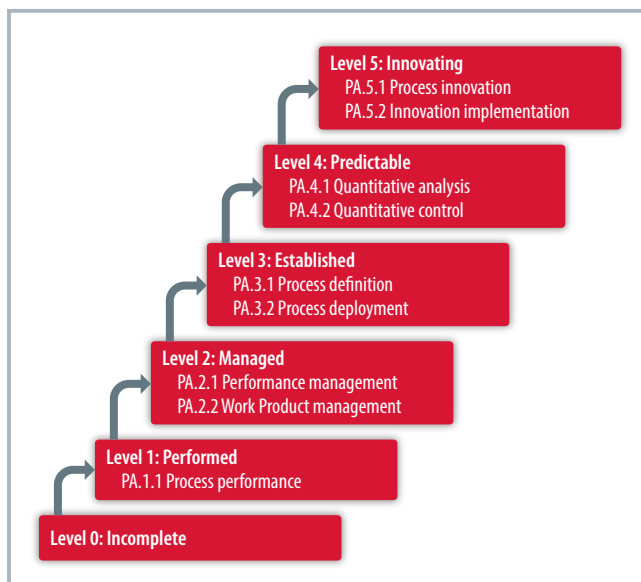 Level 5: Innovating
PA.5.1 Process innovation
PA.5.2 Innovation implementation
Level 4: Predictable
PA.4.1 Quantitative analysis
PA.4.2 Quantitative control
Level 3: Established
PA.3.1 Process definition
PA.3.2 Process deployment
Level 2: Managed
PA.2.1 Performance management
PA.2.2 Work Product management
Level 1: Performed
PA.1.1 Process performance
Level 0: Incomplete